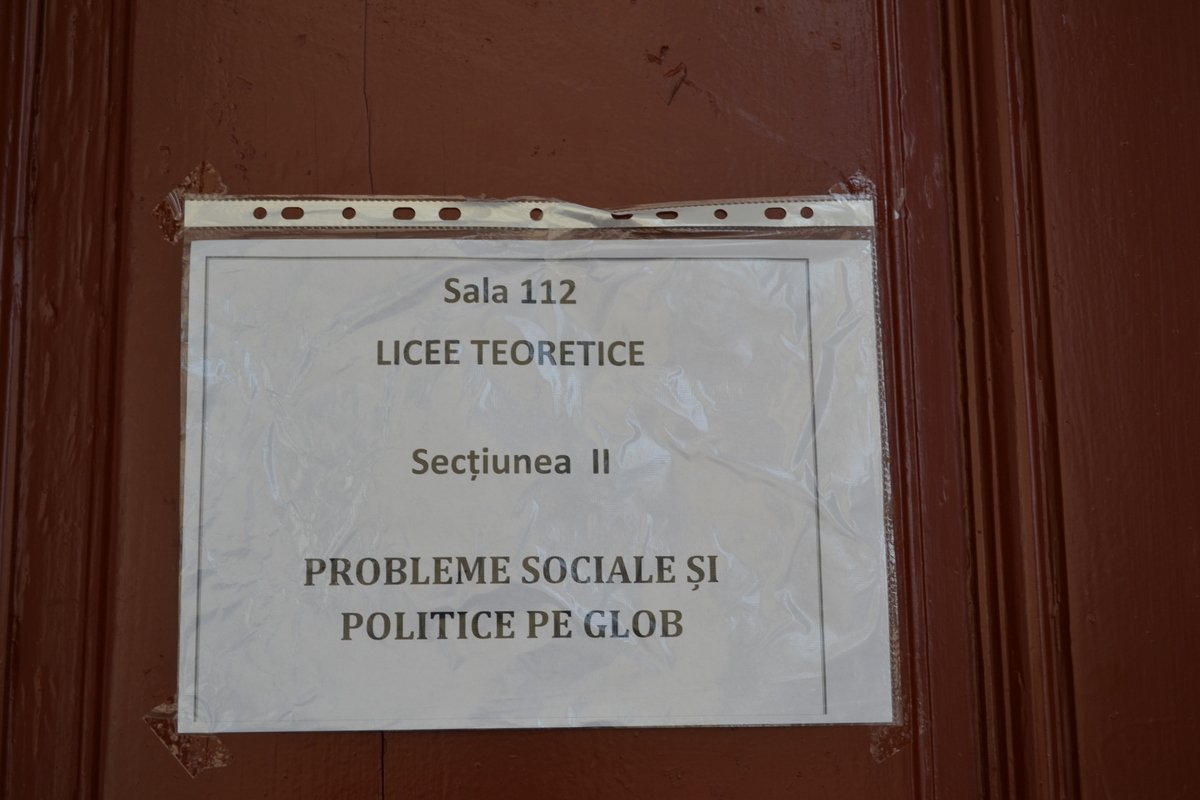 Sala 112
LICEE TEORETICE
Secțiunea II
PROBLEME SOCIALE ȘI
POLITICE PE GLOB